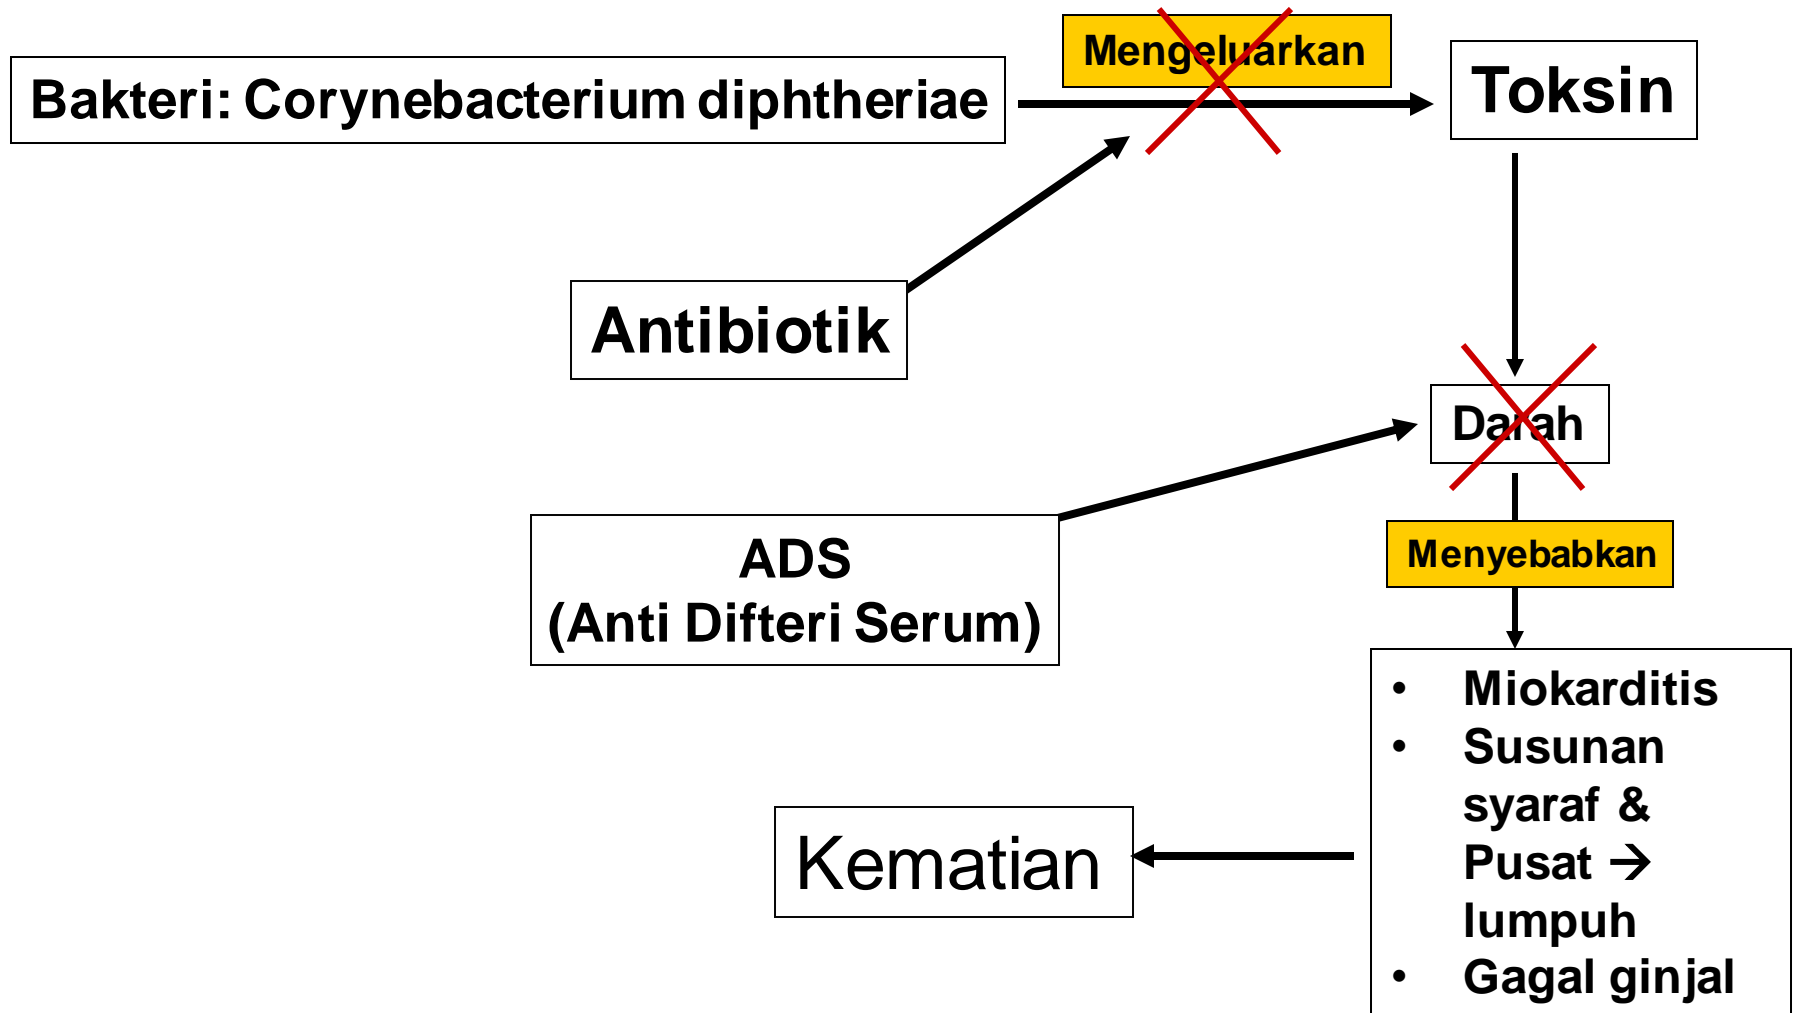 Mengeluarkan
Bakteri: Corynebacterium diphtheriae
Toksin
Antibiotik
Darah
ADS
(Anti Difteri Serum)
Menyebabkan
• Miokarditis
• Susunan
syaraf &
Pusat →
lumpuh
• Gagal ginjal
Kematian